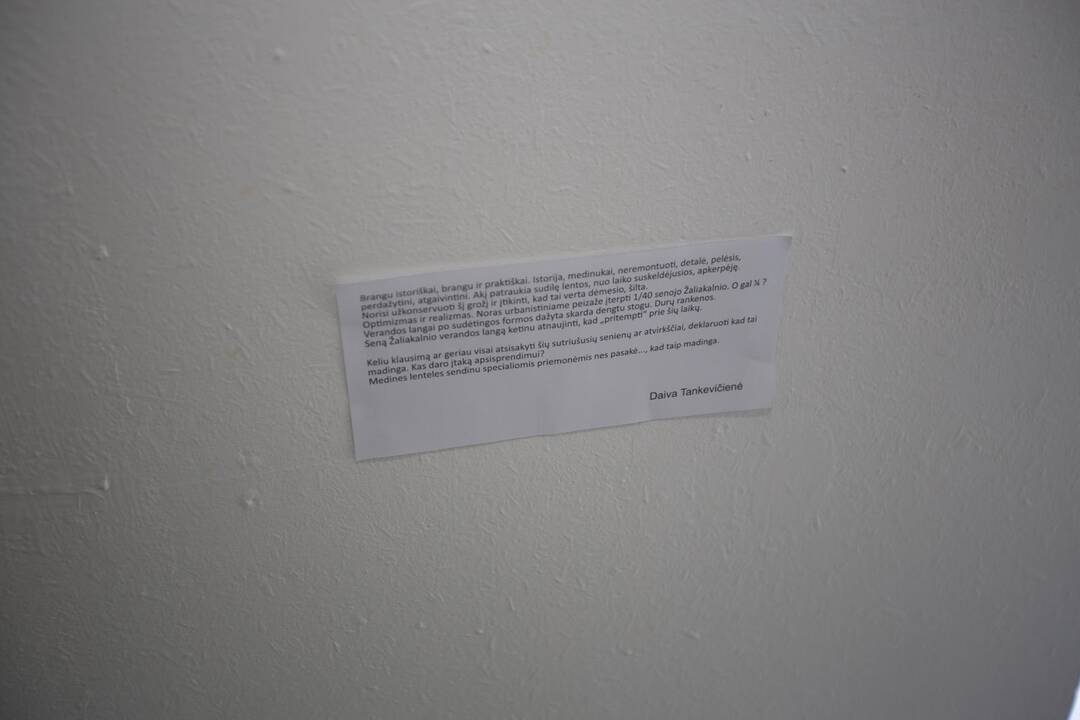 Brangu istoriškai, brangu ir praktiškai. Istorija, medinukai, neremontuoti, detalė, pelėsis,
perdažytini, atgaivintini. Akį patraukia sudilę lentos, nuo laiko suskeldėjusios, apkerpėję.
Norisi užkonservuoti šį grožį ir įtikinti, kad tai verta dėmesio, šilta.
Optimizmas ir realizmas. Noras urbanistiniame peizaže įterpti 1/40 senojo Žaliakalnio. O gal ¼ ?
Verandos langai po sudėtingos formos dažyta skarda dengtu stogu. Durų rankenos.
Seną Žaliakalnio verandos langą ketinu atnaujinti, kad „pritempti" prie šių laikų.
Keliu klausimą ar geriau visai atsisakyti šių sutriušusių senienų ar atvirkščiai, deklaruoti kad tai
madinga. Kas daro įtaką apsisprendimui?
Medines lenteles sendinu specialiomis priemonėmis nes pasakė..., kad taip madinga.
Daiva Tankevičienė